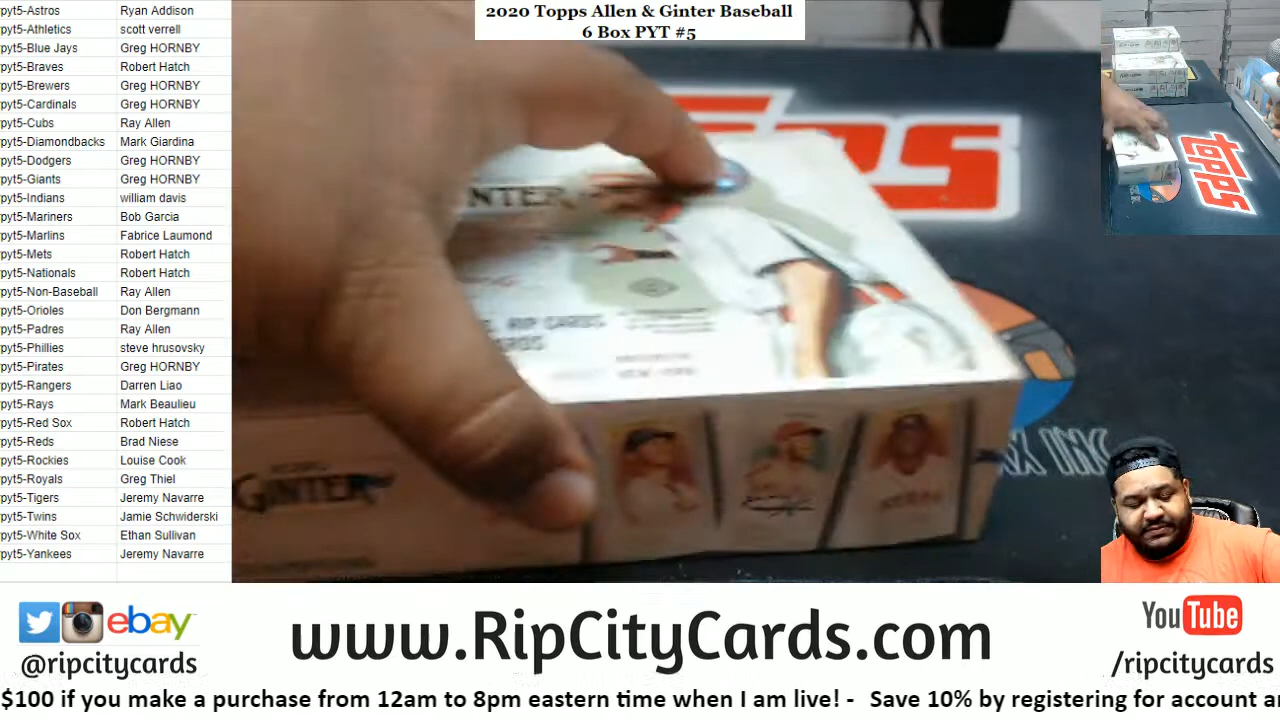 2020 Topps Allen & Ginter Baseball
6 Box PYT #5
pyt5-Astros Ryan Addison
pyt5-Athletics scott verrell
pyt5-Blue Jays Greg HORNBY
pyt5-Braves Robert Hatch
pyt5-Brewers Greg HORNBY
pyt5-Cardinals Greg HORNBY
pyt5-Cubs Ray Allen
pyt5-Diamondbacks Mark Giardina
pyt5-Dodgers Greg HORNBY
pyt5-Giants Greg HORNBY
pyt5-Indians william davis
pyt5-Mariners Bob Garcia
pyt5-Marlins Fabrice Laumond
pyt5-Mets Robert Hatch
pyt5-Nationals Robert Hatch
pyt5-Non-Baseball Ray Allen
pyt5-Orioles Don Bergmann
pyt5-Padres Ray Allen
pyt5-Phillies steve hrusovsky
pyt5-Pirates Greg HORNBY
pyt5-Rangers Darren Liao
pyt5-Rays Mark Beaulieu
pyt5-Red Sox Robert Hatch
pyt5-Reds Brad Niese
pyt5-Rockies Louise Cook
pyt5-Royals Greg Thiel
pyt5-Tigers Jeremy Navarre
pyt5-Twins Jamie Schwiderski
pyt5-White Sox Ethan Sullivan
pyt5-Yankees Jeremy Navarre
RIP CARDS
GINTER
topps
ebay
@ripcitycards
www.RipCityCards.com
YouTube
/ripcitycards
$100 if you make a purchase from 12am to 8pm eastern time when I am live! - Save 10% by registering for account